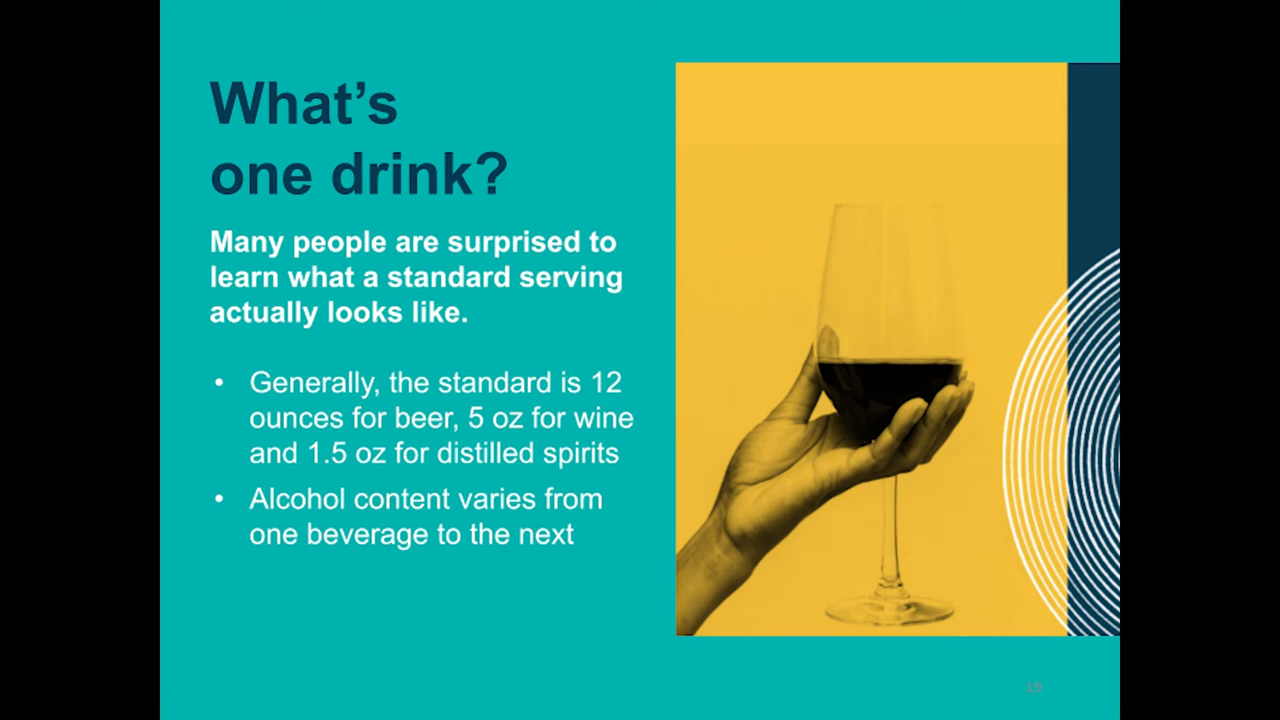 What's
one drink?
Many people are surprised to
learn what a standard serving
actually looks like.
• Generally, the standard is 12
ounces for beer, 5 oz for wine
and 1.5 oz for distilled spirits
• Alcohol content varies from
one beverage to the next
19